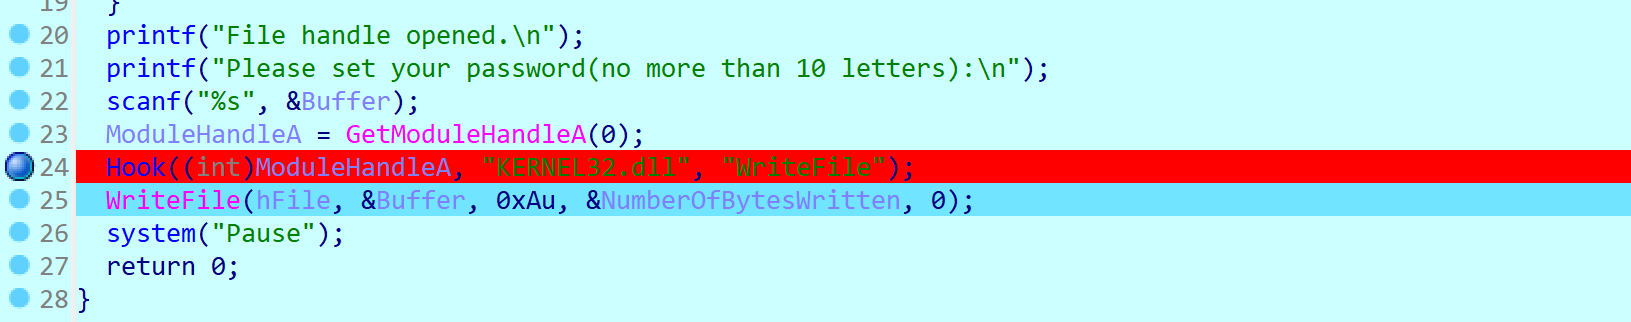 19 }
20 printf("File handle opened.\n");
21 printf("Please set your password(no more than 10 letters):\n");
22 scanf("%s", &Buffer);
23 ModuleHandleA = GetModuleHandleA(0);
24 Hook((int)ModuleHandleA, "KERNEL32.dll", "WriteFile");
25 WriteFile(hFile, &Buffer, 0xAu, &NumberOfBytesWritten, 0);
26 system("Pause");
27 return 0;
28 }